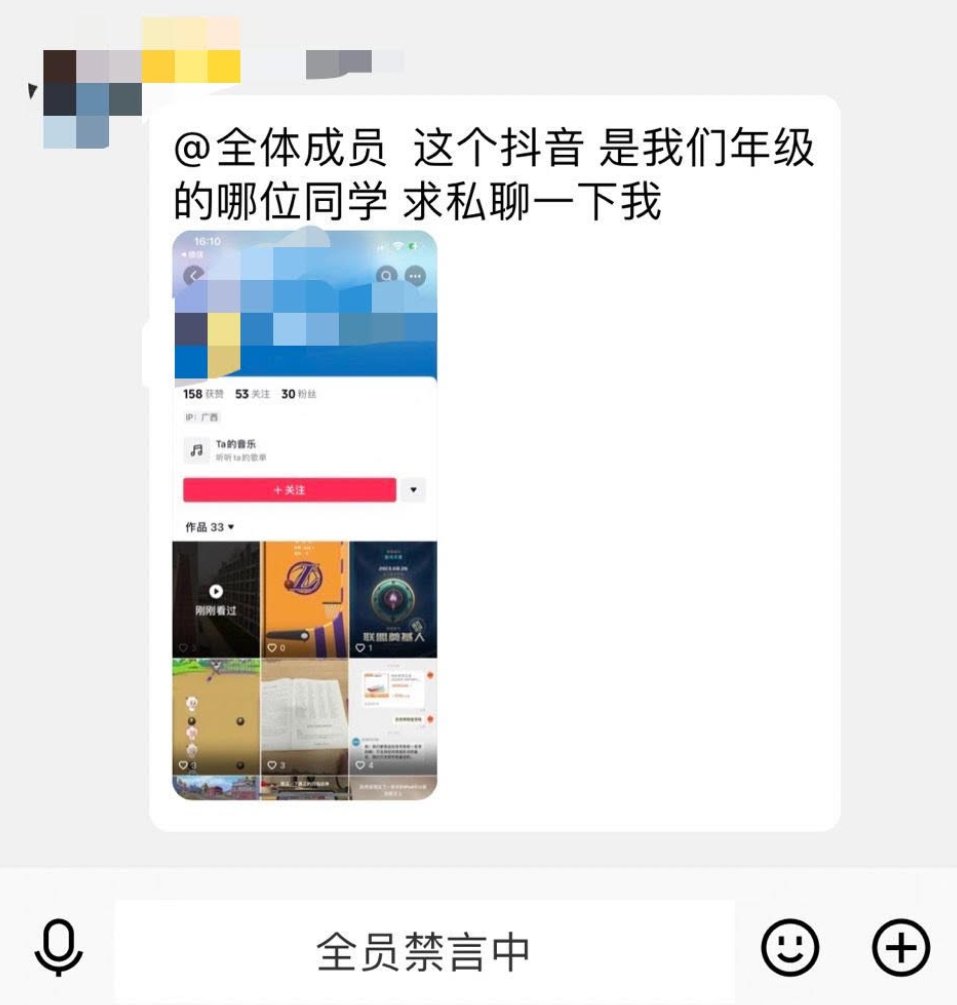 @全体成员 这个抖音 是我们年级
的哪位同学 求私聊一下我
16:10
158 获赞 53 关注 30 粉丝
IP: 广西
Ta的音乐
听听ta的歌单
+ 关注
作品 33
刚刚看过
联盟奠基人
3
0
1
3
3
4
全员禁言中